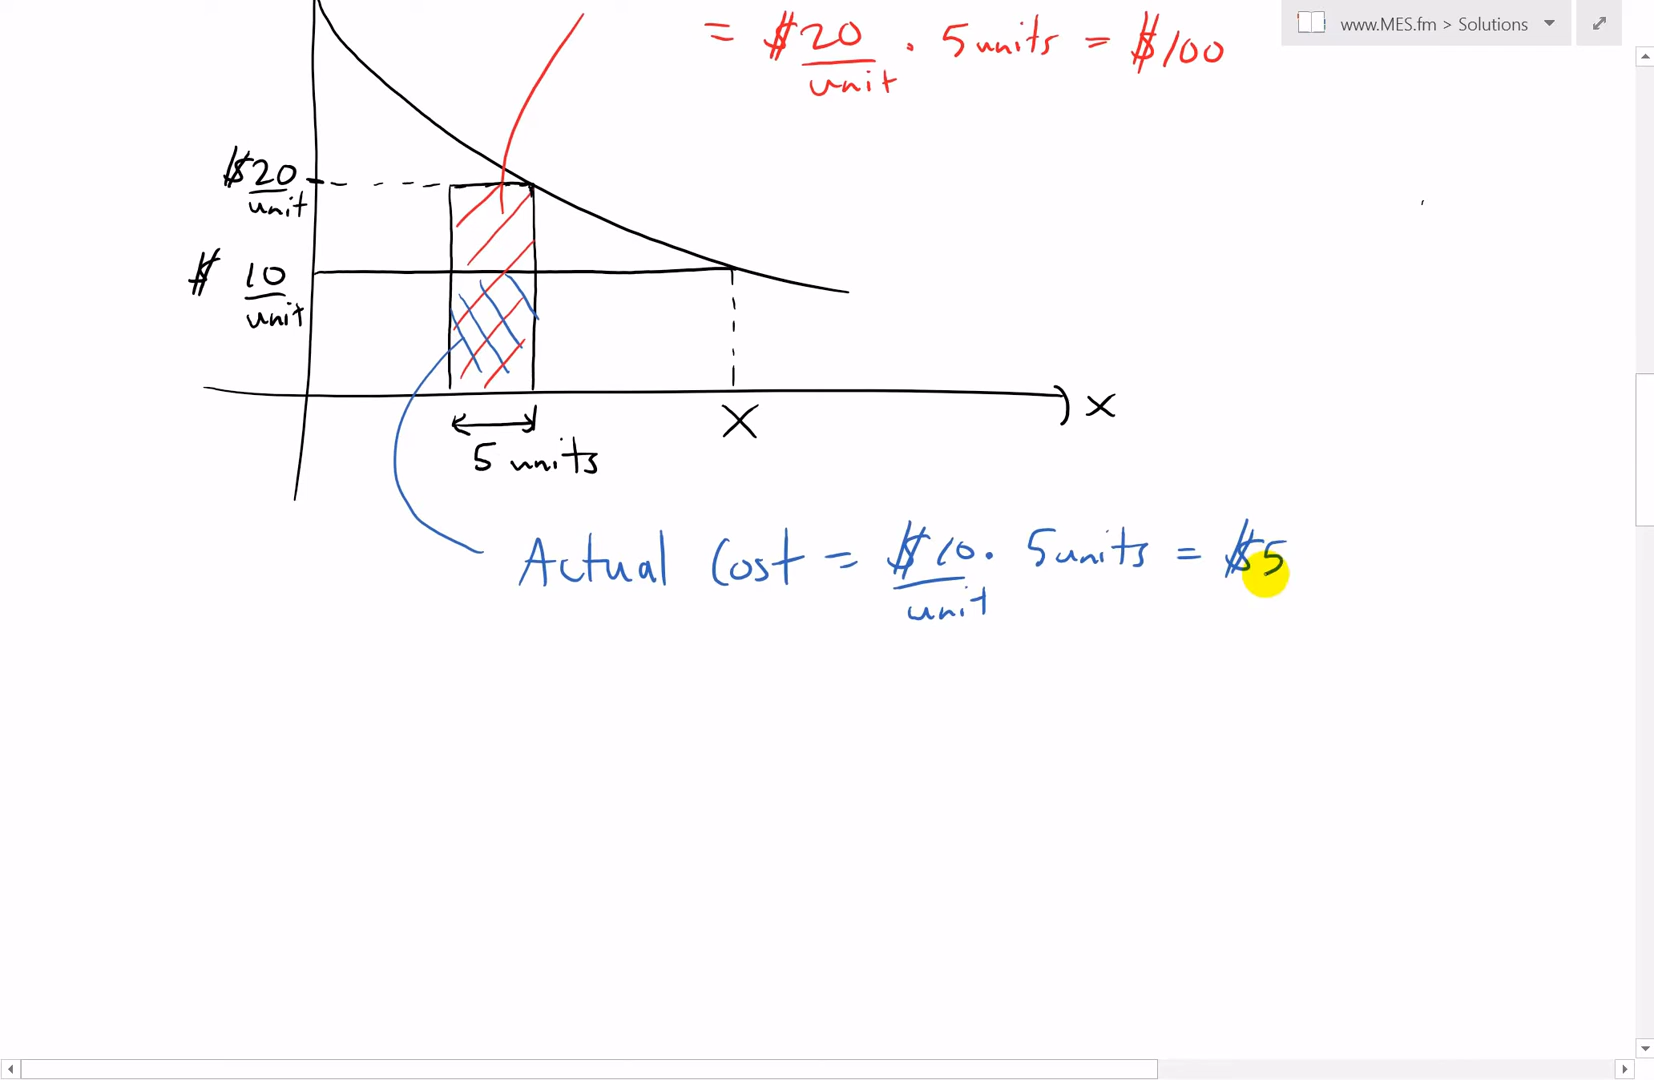 www.MES.fm > Solutions
= $20/unit · 5 units = $100
$20
unit
$ 10
unit
X x
5 units
Actual Cost = $10/unit · 5 units = $5